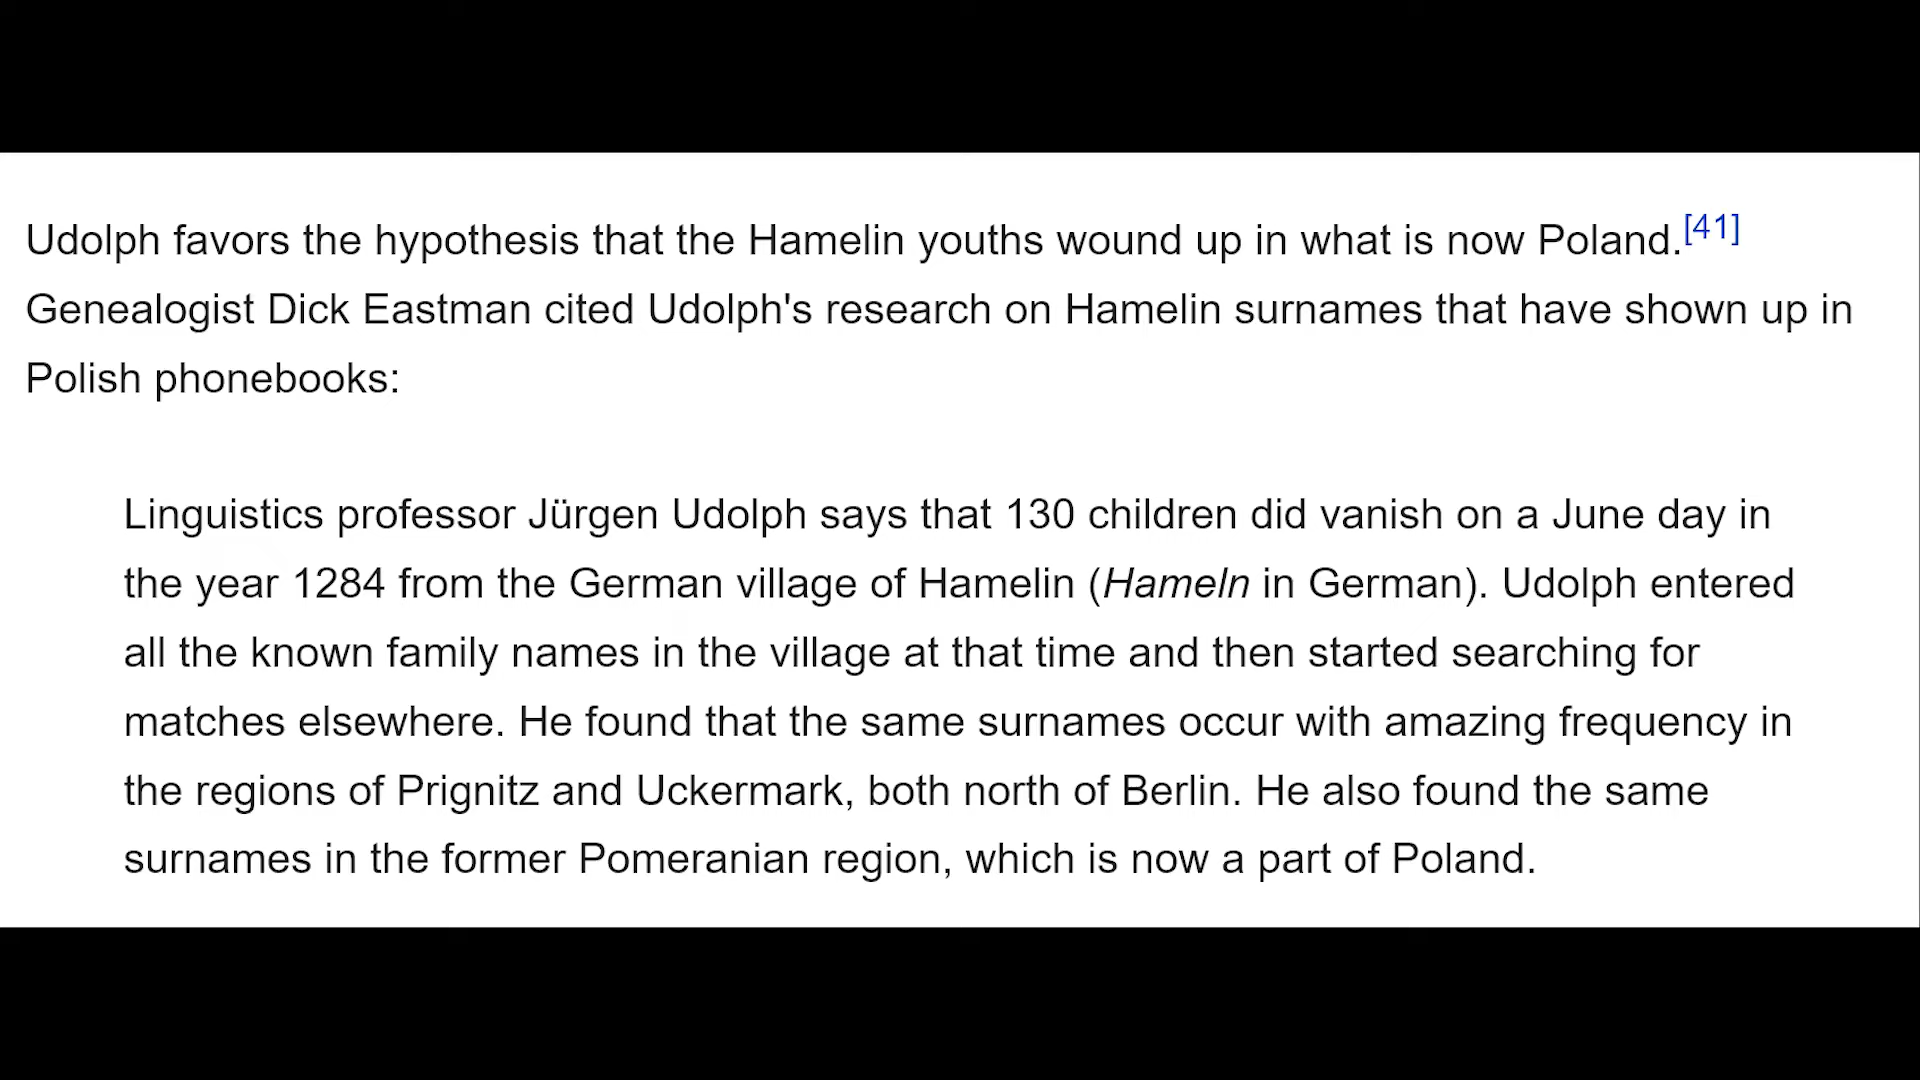 Udolph favors the hypothesis that the Hamelin youths wound up in what is now Poland.[41]
Genealogist Dick Eastman cited Udolph's research on Hamelin surnames that have shown up in
Polish phonebooks:
Linguistics professor Jürgen Udolph says that 130 children did vanish on a June day in
the year 1284 from the German village of Hamelin (Hameln in German). Udolph entered
all the known family names in the village at that time and then started searching for
matches elsewhere. He found that the same surnames occur with amazing frequency in
the regions of Prignitz and Uckermark, both north of Berlin. He also found the same
surnames in the former Pomeranian region, which is now a part of Poland.